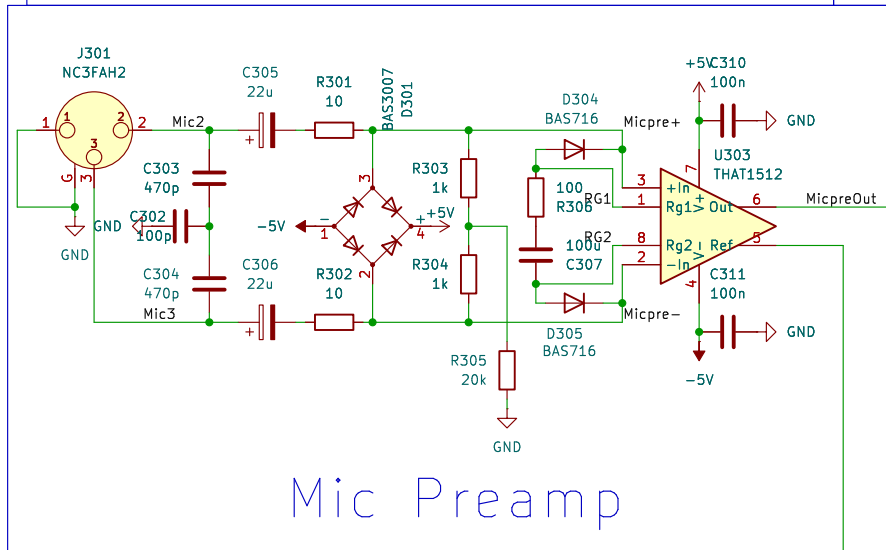 J301
NC3FAH2
1
1
2
2
3
G
3
GND
Mic2
Mic3
C303
470p
C302
100p
GND
C304
470p
C305
22u
+
C306
22u
+
R301
10
R302
10
BAS3007
D301
3
-5V
1
-
+
4
+5V
2
R303
1k
R304
1k
R305
20k
GND
D304
BAS716
100
R306
RG1
RG2
100u
C307
D305
BAS716
Micpre+
Micpre-
+5V
C310
100n
GND
U303
THAT1512
7
3
+In
1
Rg1
V+
Out
6
MicpreOut
8
Rg2
V-
Ref
5
2
-In
4
C311
100n
GND
-5V
Mic Preamp